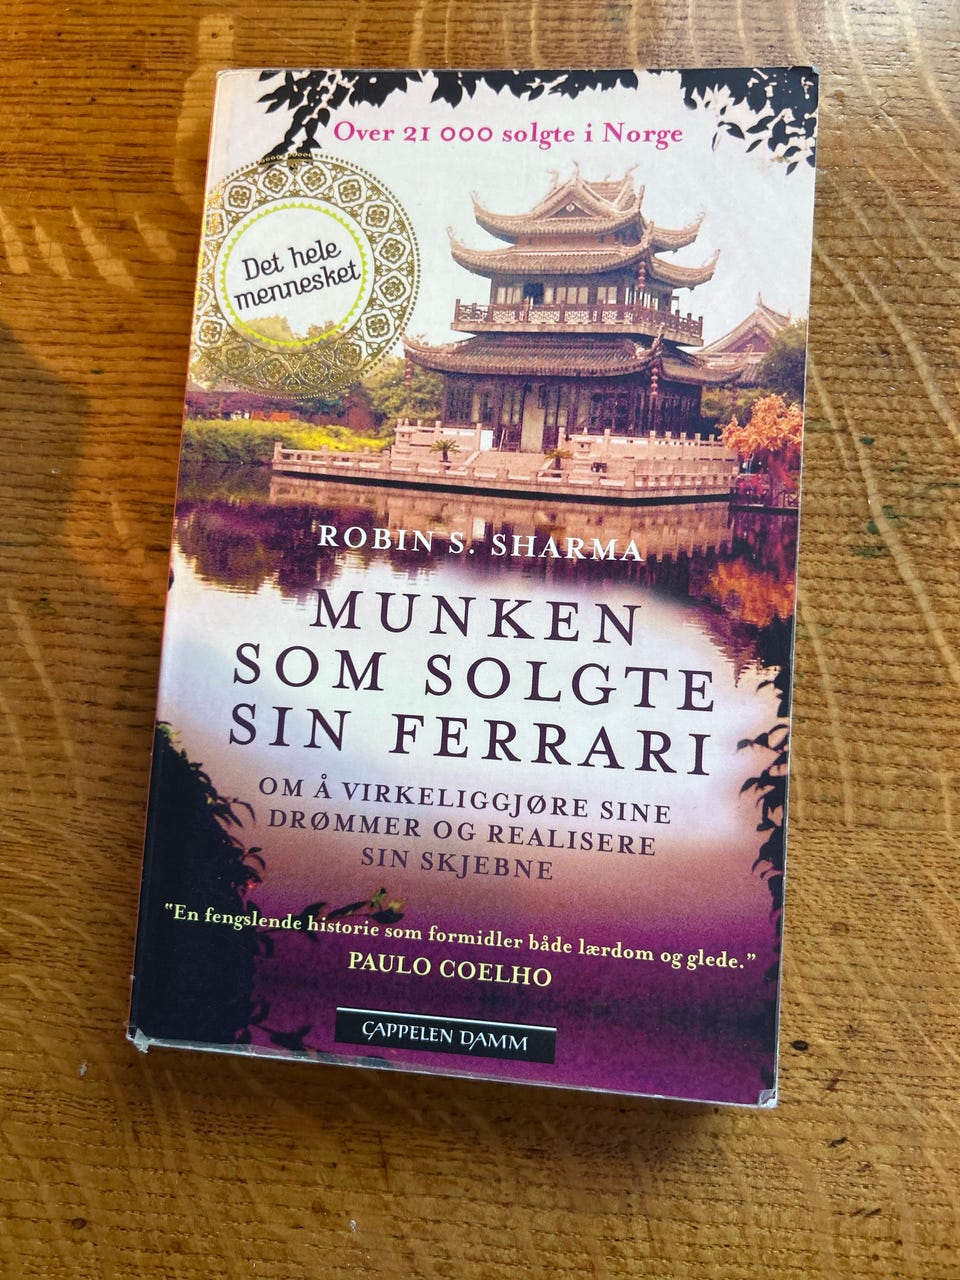 Over 21 000 solgte i Norge
Det hele
mennesket
ROBIN S. SHARMA
MUNKEN
SOM SOLGTE
SIN FERRARI
OM Å VIRKELIGGJØRE SINE
DRØMMER OG REALISERE
SIN SKJEBNE
"En fengslende historie som formidler både lærdom og glede."
PAULO COELHO
CAPPELEN DAMM